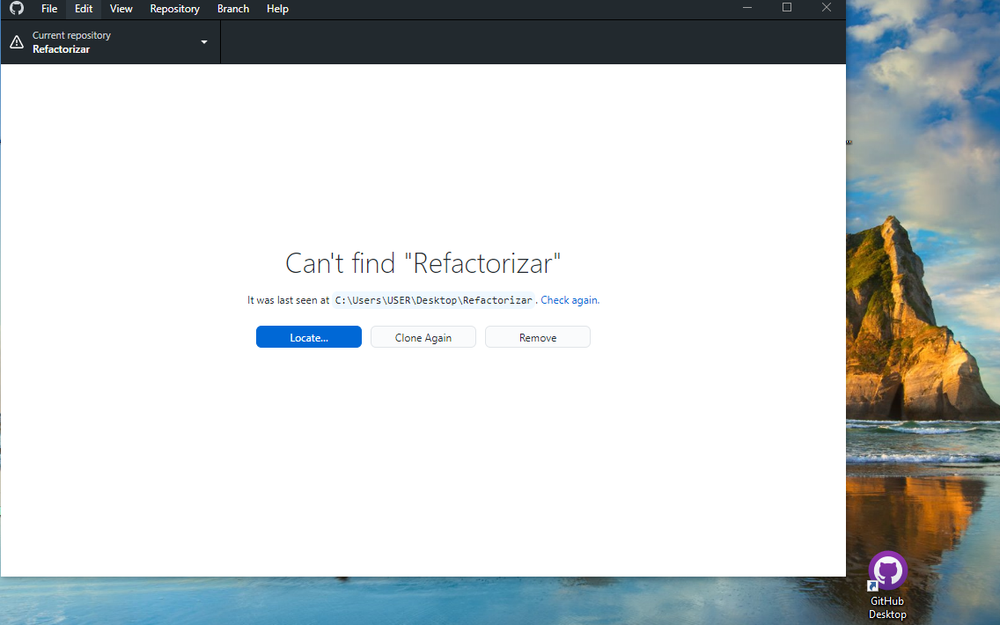 File Edit View Repository Branch Help
Current repository
Refactorizar
Can't find "Refactorizar"
It was last seen at C:\Users\USER\Desktop\Refactorizar. Check again.
Locate... Clone Again Remove
GitHub
Desktop